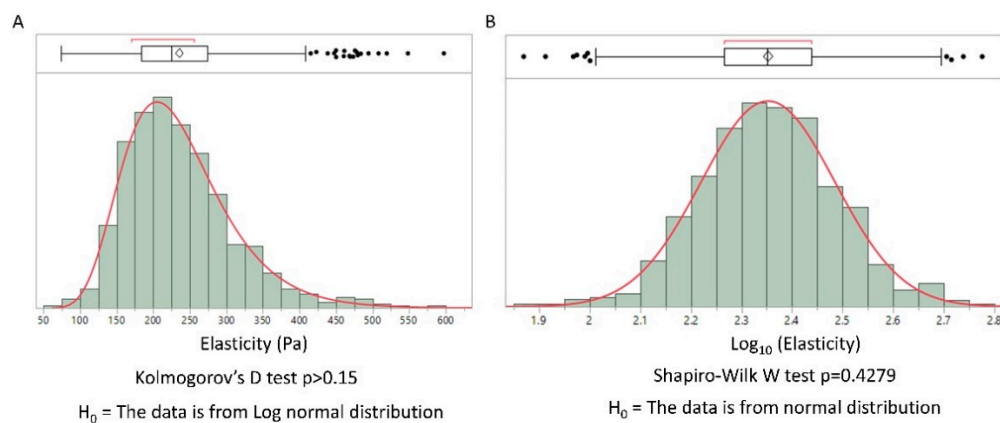 A
50 100 150 200 250 300 350 400 450 500 550 600
Elasticity (Pa)
Kolmogorov's D test p>0.15
H₀ = The data is from Log normal distribution
B
1.9 2 2.1 2.2 2.3 2.4 2.5 2.6 2.7 2.8
Log₁₀ (Elasticity)
Shapiro-Wilk W test p=0.4279
H₀ = The data is from normal distribution